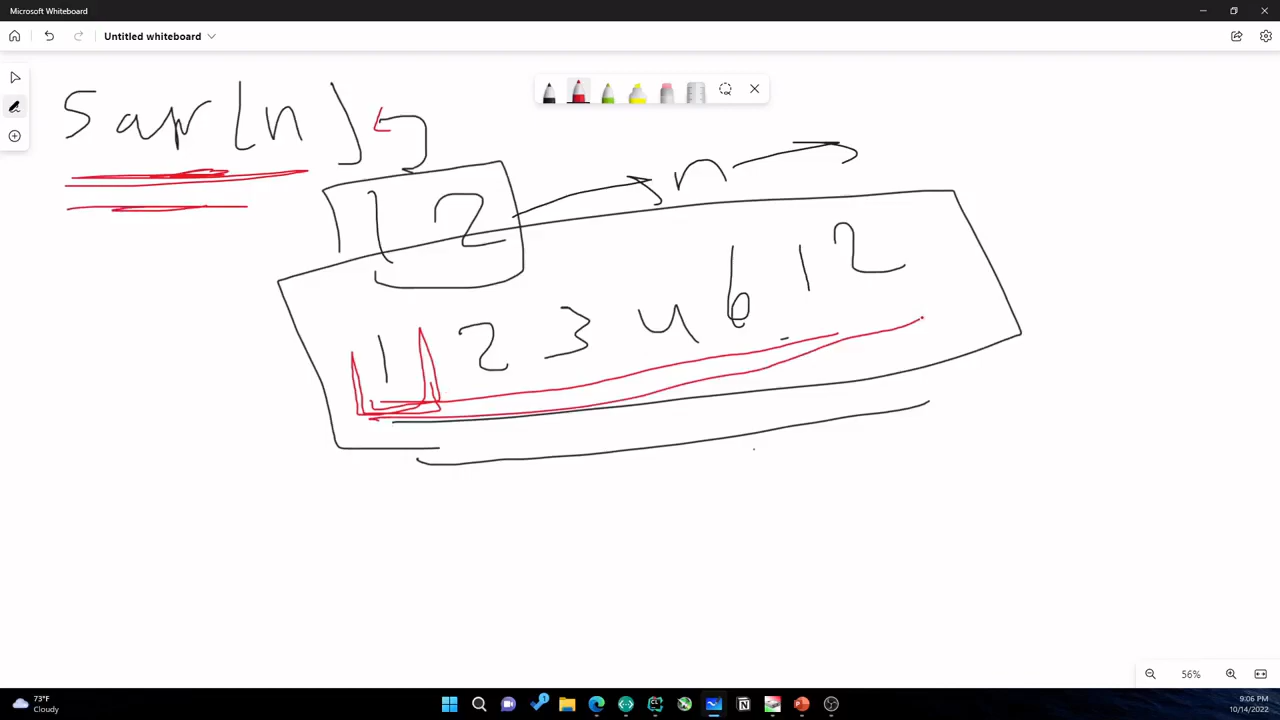 Microsoft Whiteboard
Untitled whiteboard
[n]
12
n
1 2 3 4 6 12
56%
73°F
Cloudy
9:06 PM
10/14/2022